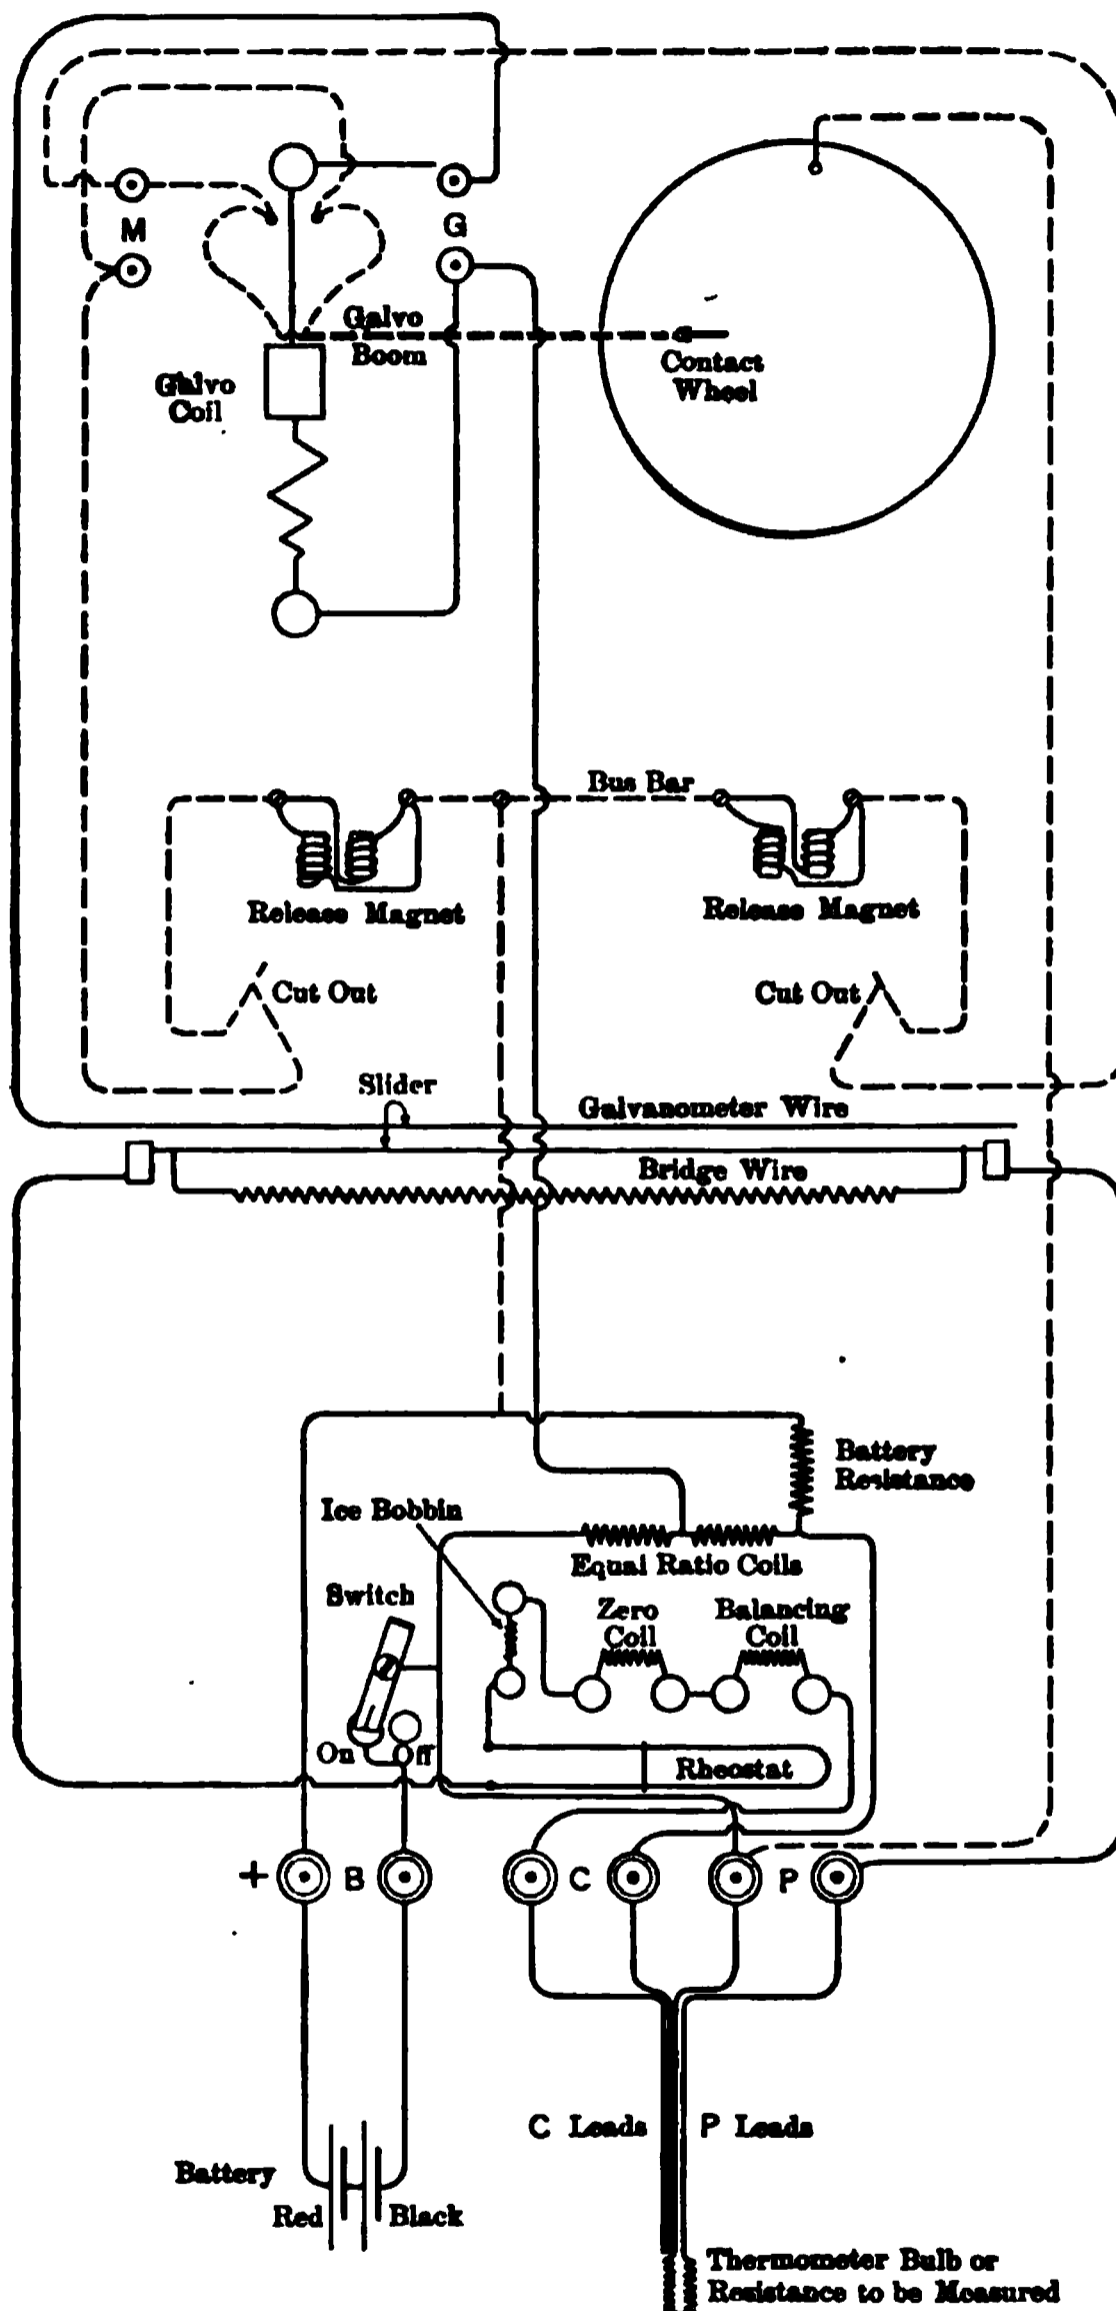 M
G
Galvo
Boom
Galvo
Coil
Contact
Wheel
Bus Bar
Release Magnet
Release Magnet
Cut Out
Cut Out
Slider
Galvanometer Wire
Bridge Wire
Battery
Resistance
Ice Bobbin
Equal Ratio Coils
Switch
Zero
Coil
Balancing
Coil
On
Off
Rheostat
+ B
C
P
C Leads
P Leads
Battery
Red
Black
Thermometer Bulb or
Resistance to be Measured